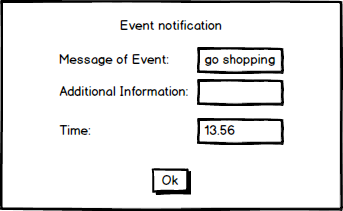 Event notification
Message of Event: go shopping
Additional Information:
Time: 13.56
Ok